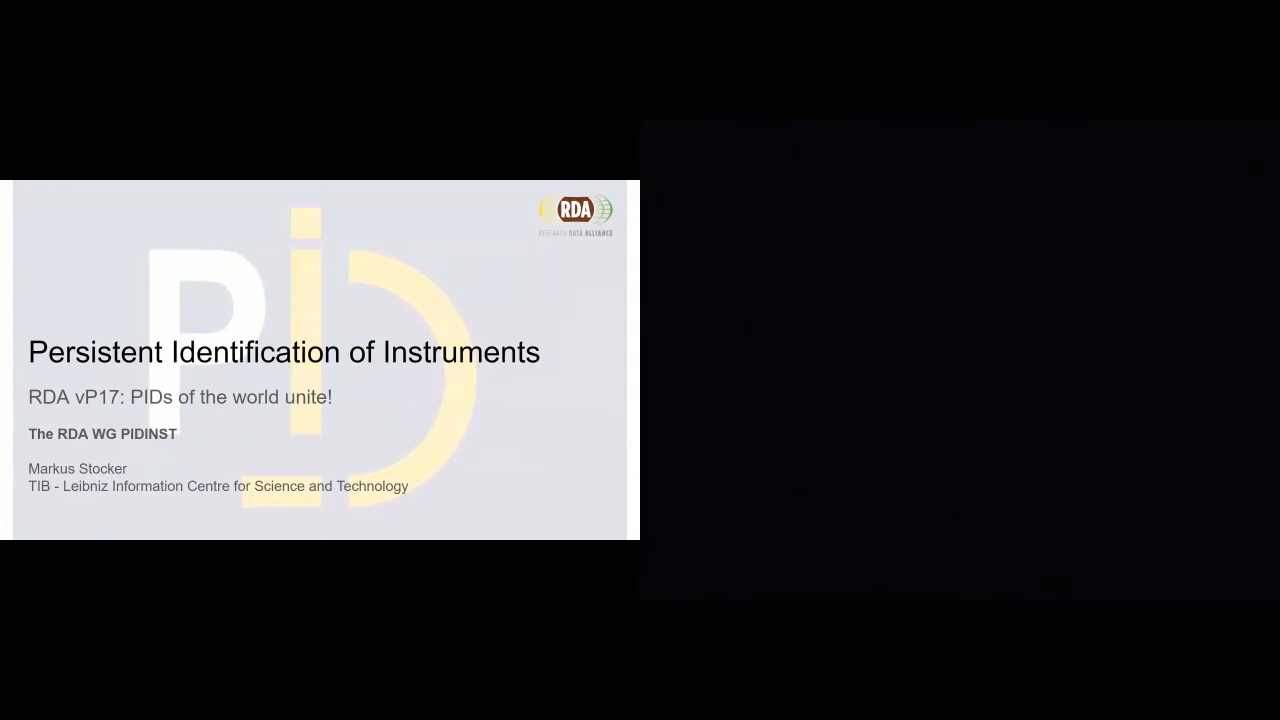 RDA
RESEARCH DATA ALLIANCE
PID
Persistent Identification of Instruments
RDA vP17: PIDs of the world unite!
The RDA WG PIDINST
Markus Stocker
TIB - Leibniz Information Centre for Science and Technology